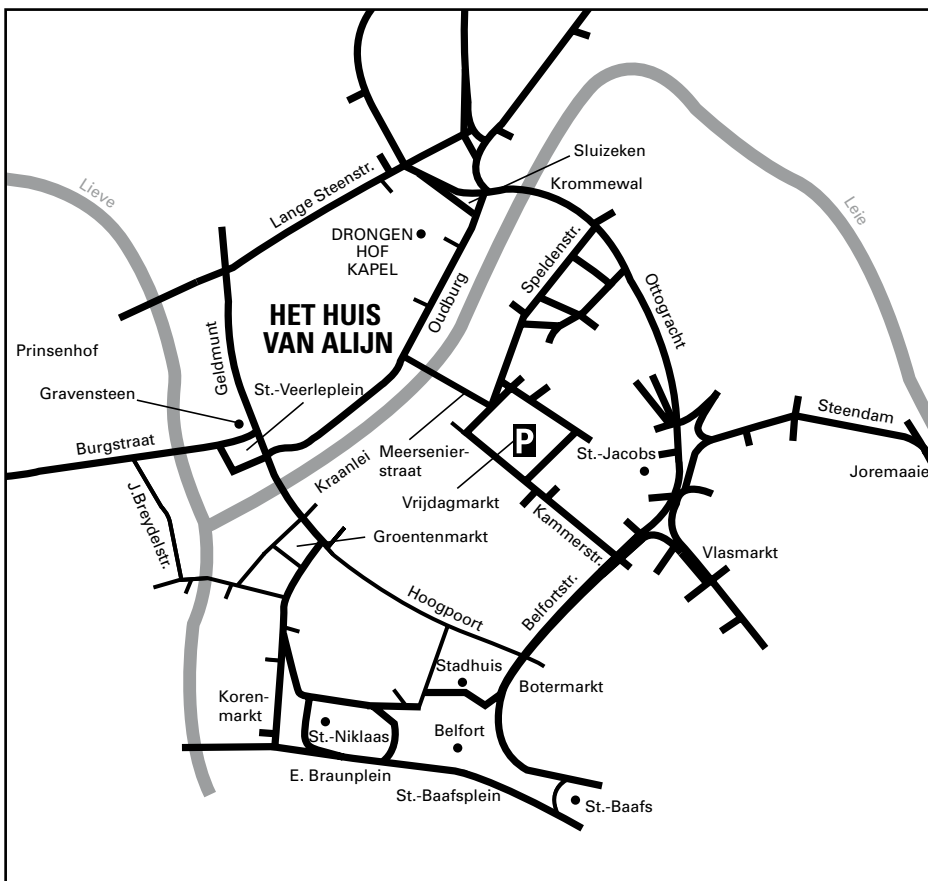 Sluizeken
Krommewal
Lieve
Lange Steenstr.
Leie
DRONGEN
HOF
KAPEL
Speldenstr.
Oudburg
Ottogracht
HET HUIS
VAN ALIJN
Geldmunt
Prinsenhof
Gravensteen
St.-Veerleplein
Steendam
Burgstraat
Kraanlei
Meersenier-
straat
P
St.-Jacobs
Joremaaie
J.Breydelstr.
Vrijdagmarkt
Kammerstr.
Groentenmarkt
Vlasmarkt
Hoogpoort
Belfortstr.
Stadhuis
Botermarkt
Koren-
markt
St.-Niklaas
Belfort
E. Braunplein
St.-Baafsplein
St.-Baafs